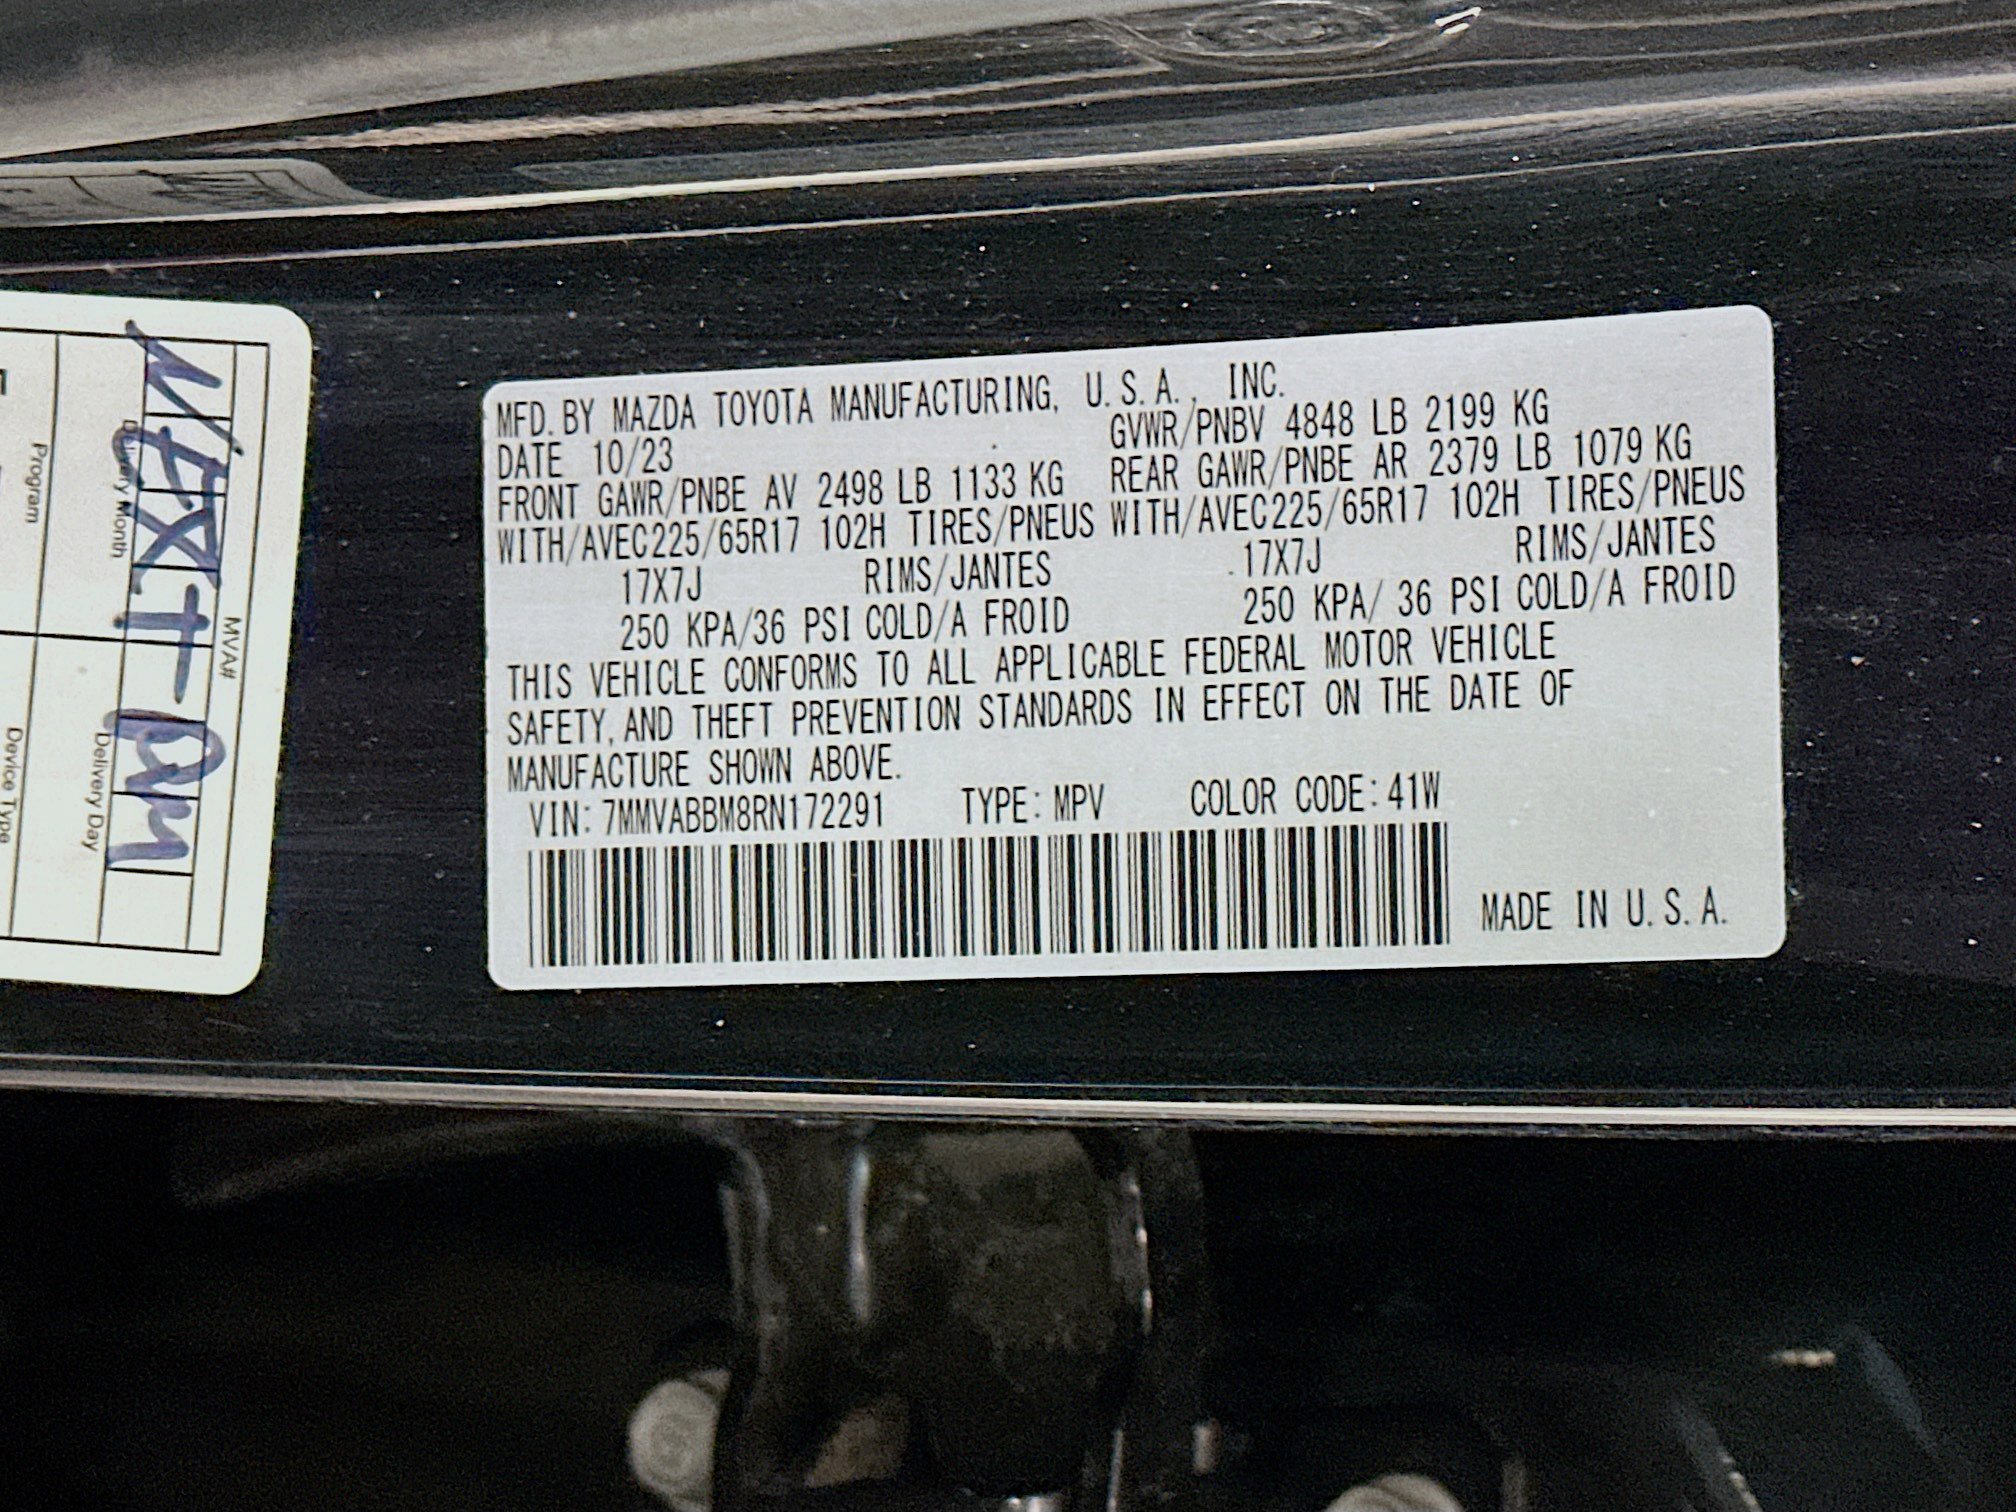 MFD. BY MAZDA TOYOTA MANUFACTURING, U.S.A., INC.
DATE 10/23
GVWR/PNBV 4848 LB 2199 KG
FRONT GAWR/PNBE AV 2498 LB 1133 KG REAR GAWR/PNBE AR 2379 LB 1079 KG
WITH/AVEC225/65R17 102H TIRES/PNEUS WITH/AVEC225/65R17 102H TIRES/PNEUS
17X7J RIMS/JANTES 17X7J RIMS/JANTES
250 KPA/36 PSI COLD/A FROID 250 KPA/ 36 PSI COLD/A FROID
THIS VEHICLE CONFORMS TO ALL APPLICABLE FEDERAL MOTOR VEHICLE
SAFETY, AND THEFT PREVENTION STANDARDS IN EFFECT ON THE DATE OF
MANUFACTURE SHOWN ABOVE.
VIN: 7MMVABBM8RN172291 TYPE: MPV COLOR CODE: 41W
MADE IN U.S.A.
MVA#
NEXT-
Delivery Month Delivery Day
Program Device Type